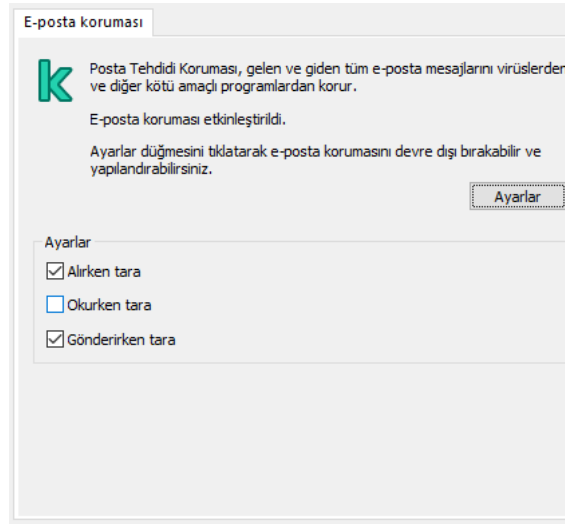 E-posta koruması
k
Posta Tehdidi Koruması, gelen ve giden tüm e-posta mesajlarını virüslerden
ve diğer kötü amaçlı programlardan korur.
E-posta koruması etkinleştirildi.
Ayarlar düğmesini tıklatarak e-posta korumasını devre dışı bırakabilir ve
yapılandırabilirsiniz.
Ayarlar
Ayarlar
Alırken tara
Okurken tara
Gönderirken tara